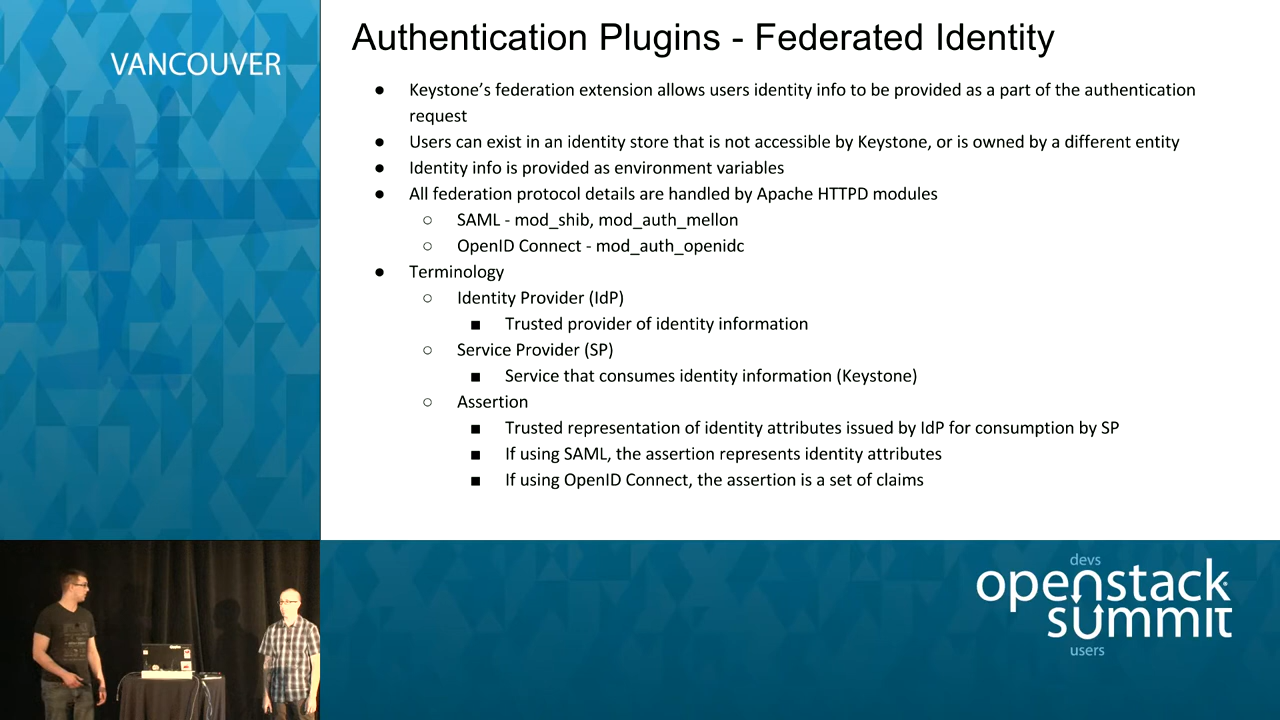 VANCOUVER
Authentication Plugins - Federated Identity
● Keystone’s federation extension allows users identity info to be provided as a part of the authentication
request
● Users can exist in an identity store that is not accessible by Keystone, or is owned by a different entity
● Identity info is provided as environment variables
● All federation protocol details are handled by Apache HTTPD modules
○ SAML - mod_shib, mod_auth_mellon
○ OpenID Connect - mod_auth_openidc
● Terminology
○ Identity Provider (IdP)
■ Trusted provider of identity information
○ Service Provider (SP)
■ Service that consumes identity information (Keystone)
○ Assertion
■ Trusted representation of identity attributes issued by IdP for consumption by SP
■ If using SAML, the assertion represents identity attributes
■ If using OpenID Connect, the assertion is a set of claims
devs
openstack
summit
users